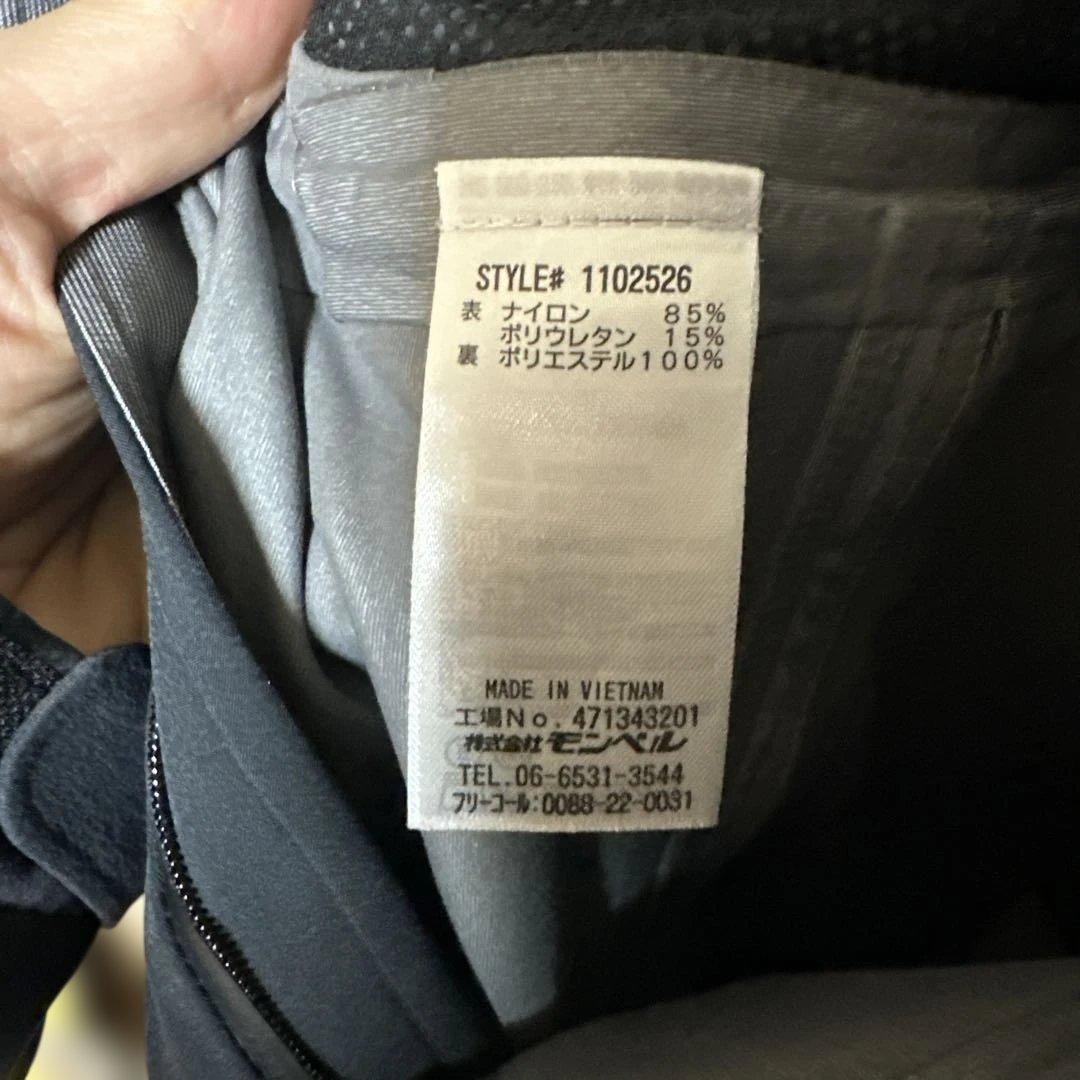 STYLE# 1102526
表 ナイロン 85%
ポリウレタン 15%
裏 ポリエステル100%
MADE IN VIETNAM
工場No. 471343201
株式会社 モンベル
TEL.06-6531-3544
フリーコール:0088-22-0031